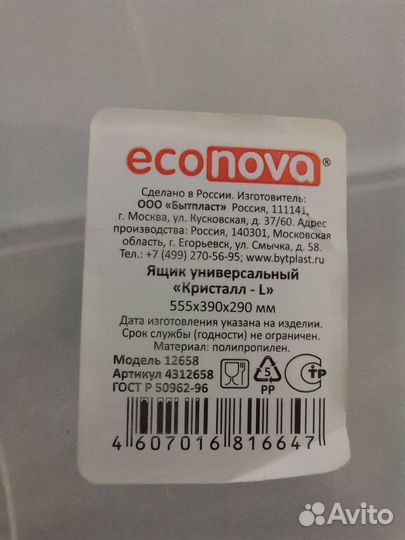 econova®
Сделано в России. Изготовитель:
ООО «Бытпласт» Россия, 111141,
г. Москва, ул. Кусковская, д. 37/60. Адрес
производства: Россия, 140301, Московская
область, г. Егорьевск, ул. Смычка, д. 58.
Тел.: +7 (499) 270-56-95; www.bytplast.ru
Ящик универсальный
«Кристалл - L»
555x390x290 мм
Дата изготовления указана на изделии.
Срок службы (годности) не ограничен.
Материал: полипропилен.
Модель 12658
Артикул 4312658
ГОСТ Р 50962-96
5
PP
СТР
4 607016 816647
Avito